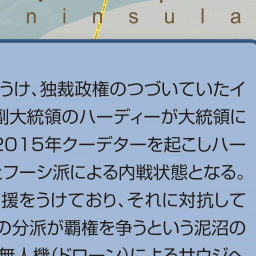 ninsula
うけ、独裁政権のつづいていたイ
副大統領のハーディーが大統領に
2015年クーデターを起こしハー
とフーシ派による内戦状態となる。
援をうけており、それに対抗して
の分派が覇権を争うという泥沼の
無人機(ドローン)によるサウジへ